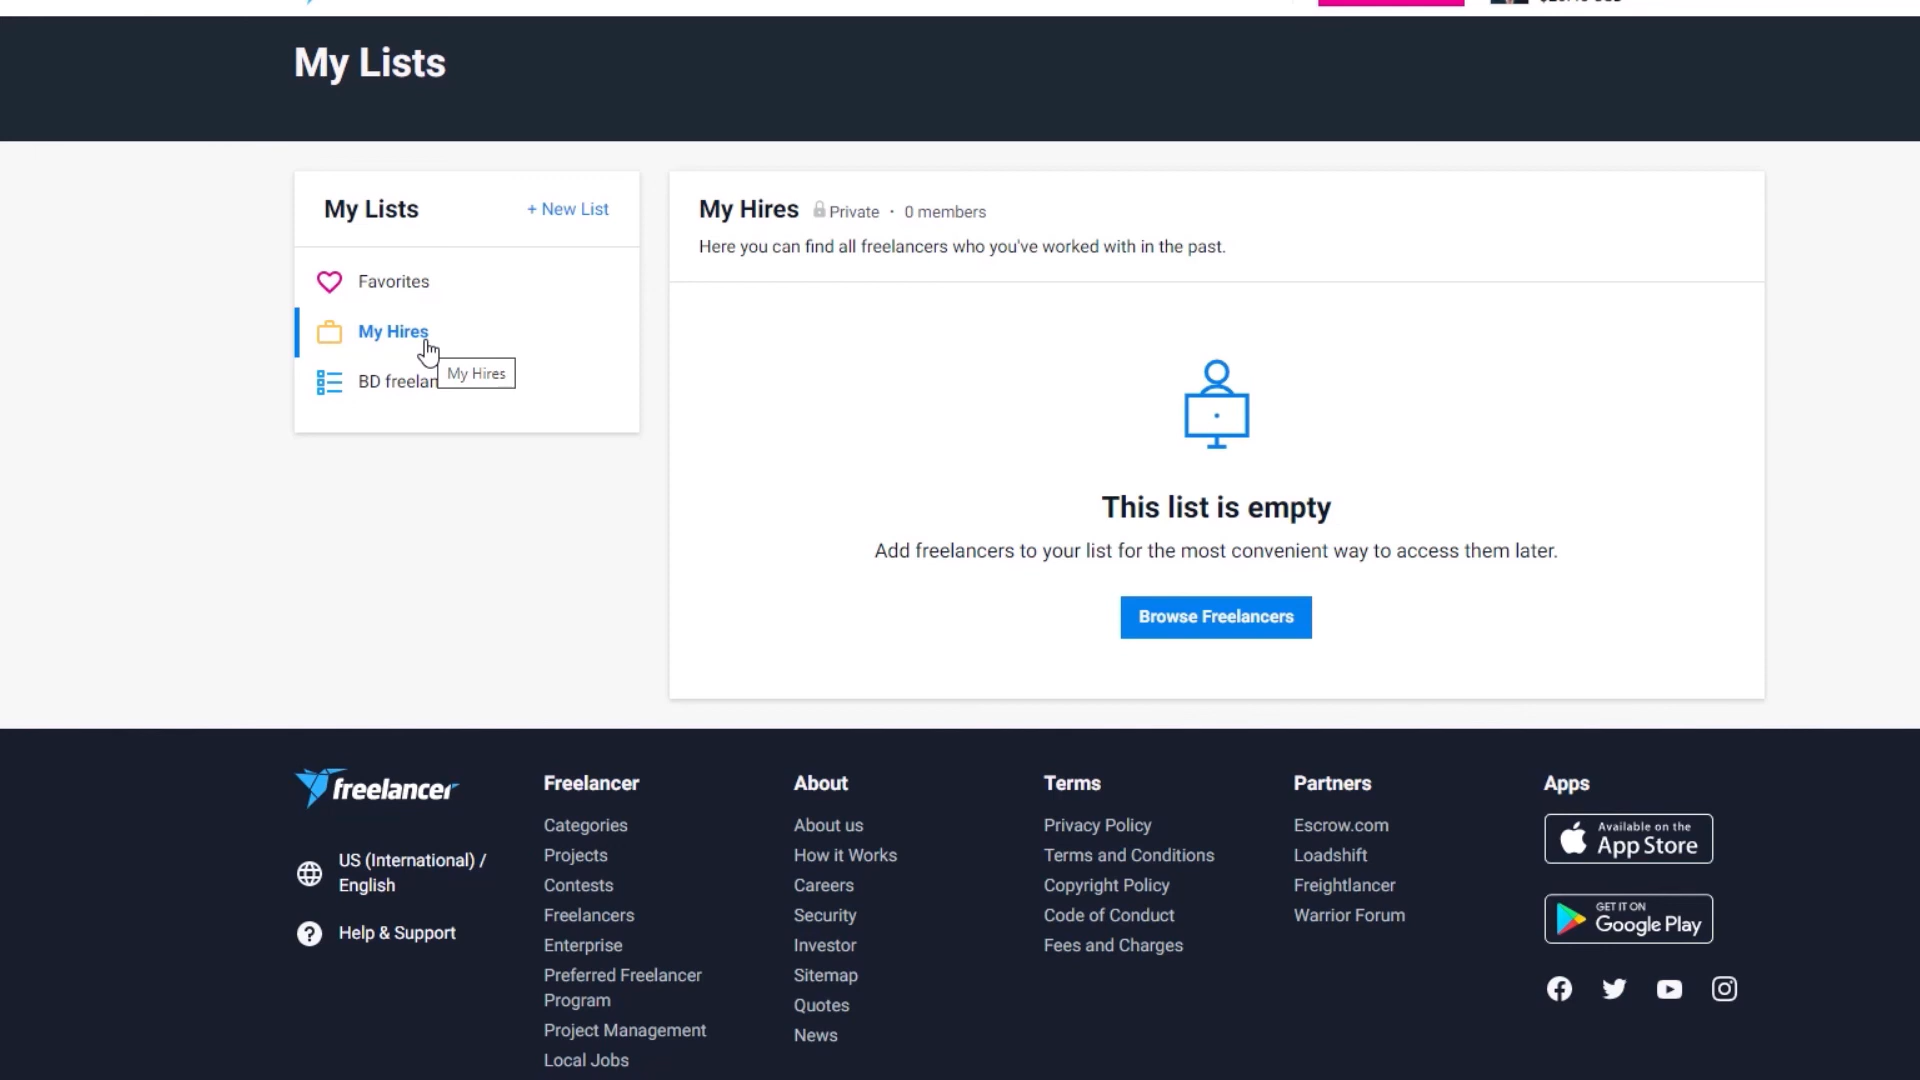 My Lists
My Lists
+ New List
Favorites
My Hires
My Hires
BD freelan
My Hires Private · 0 members
Here you can find all freelancers who you've worked with in the past.
This list is empty
Add freelancers to your list for the most convenient way to access them later.
Browse Freelancers
freelancer
US (International) /
English
Help & Support
Freelancer
Categories
Projects
Contests
Freelancers
Enterprise
Preferred Freelancer
Program
Project Management
Local Jobs
About
About us
How it Works
Careers
Security
Investor
Sitemap
Quotes
News
Terms
Privacy Policy
Terms and Conditions
Copyright Policy
Code of Conduct
Fees and Charges
Partners
Escrow.com
Loadshift
Freightlancer
Warrior Forum
Apps
Available on the
App Store
GET IT ON
Google Play